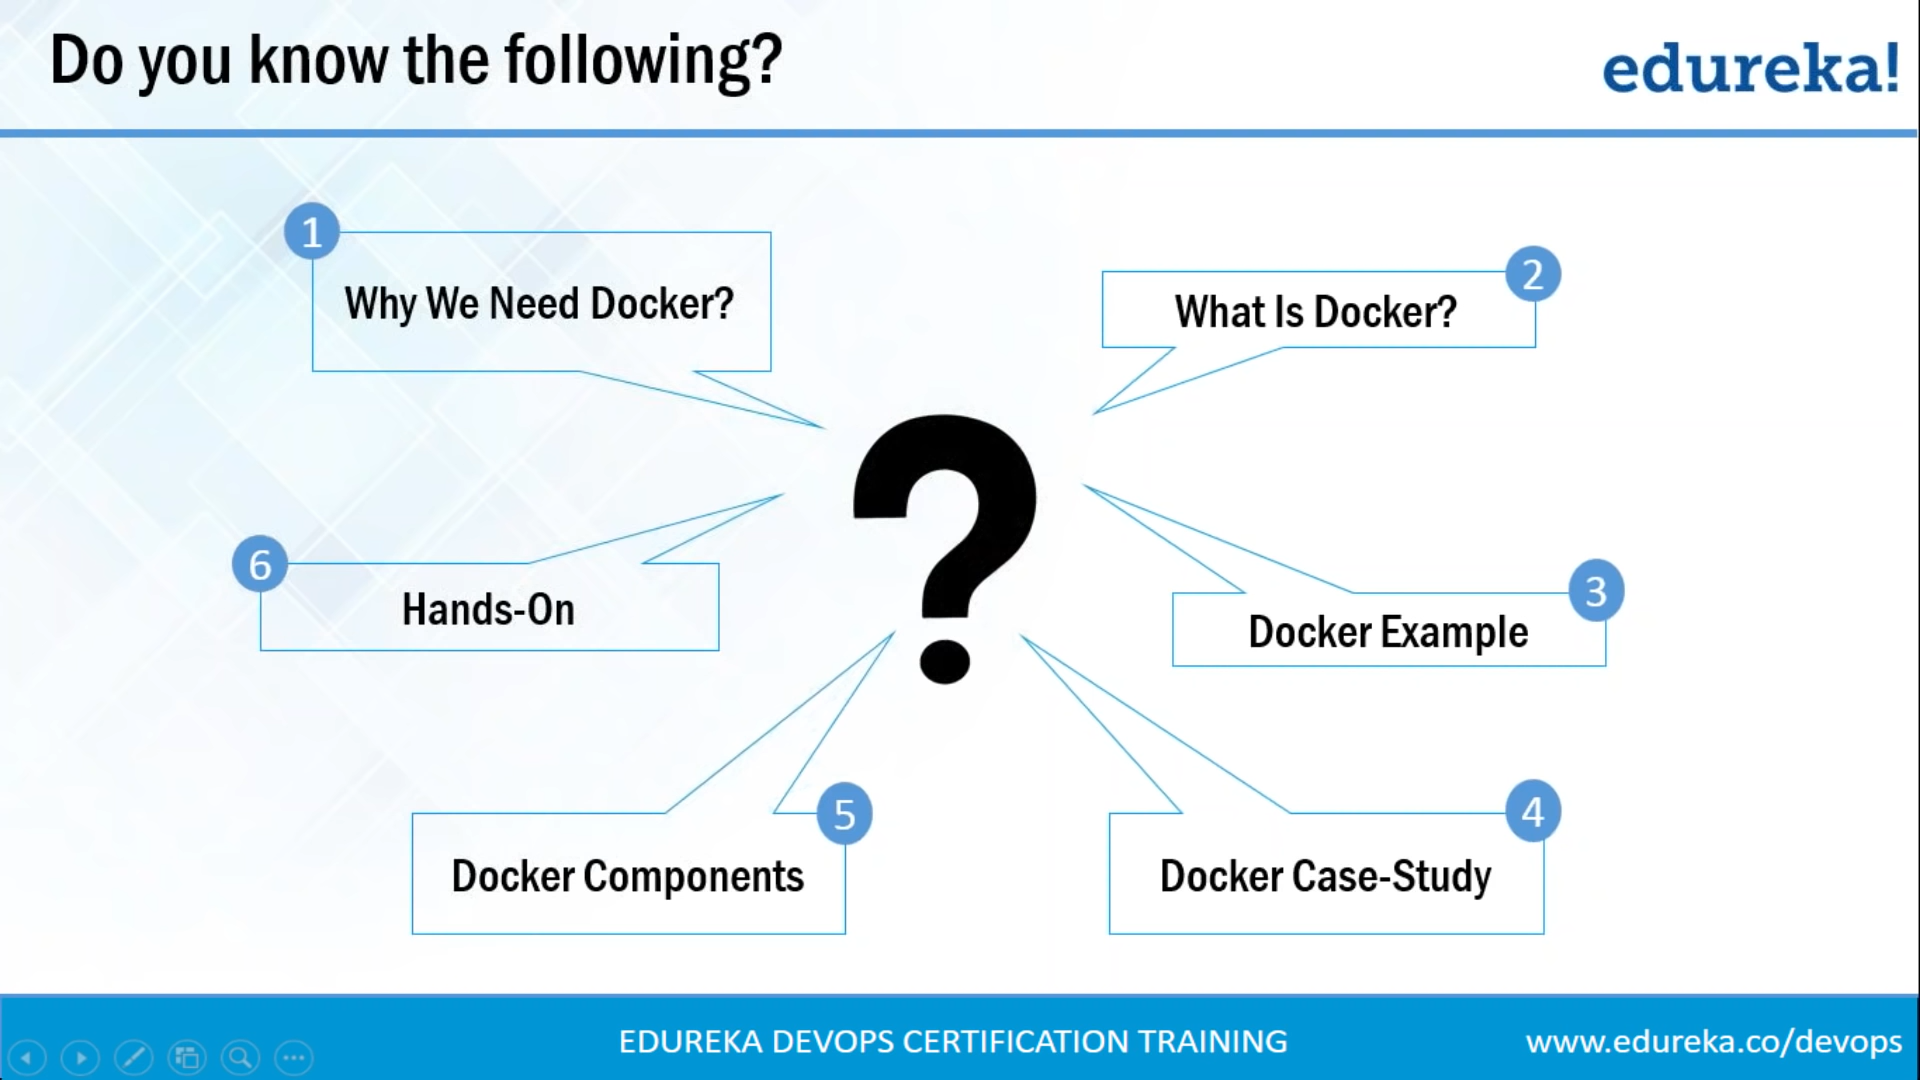 Do you know the following?
edureka!
1
Why We Need Docker?
2
What Is Docker?
?
3
Docker Example
4
Docker Case-Study
5
Docker Components
6
Hands-On
EDUREKA DEVOPS CERTIFICATION TRAINING
www.edureka.co/devops